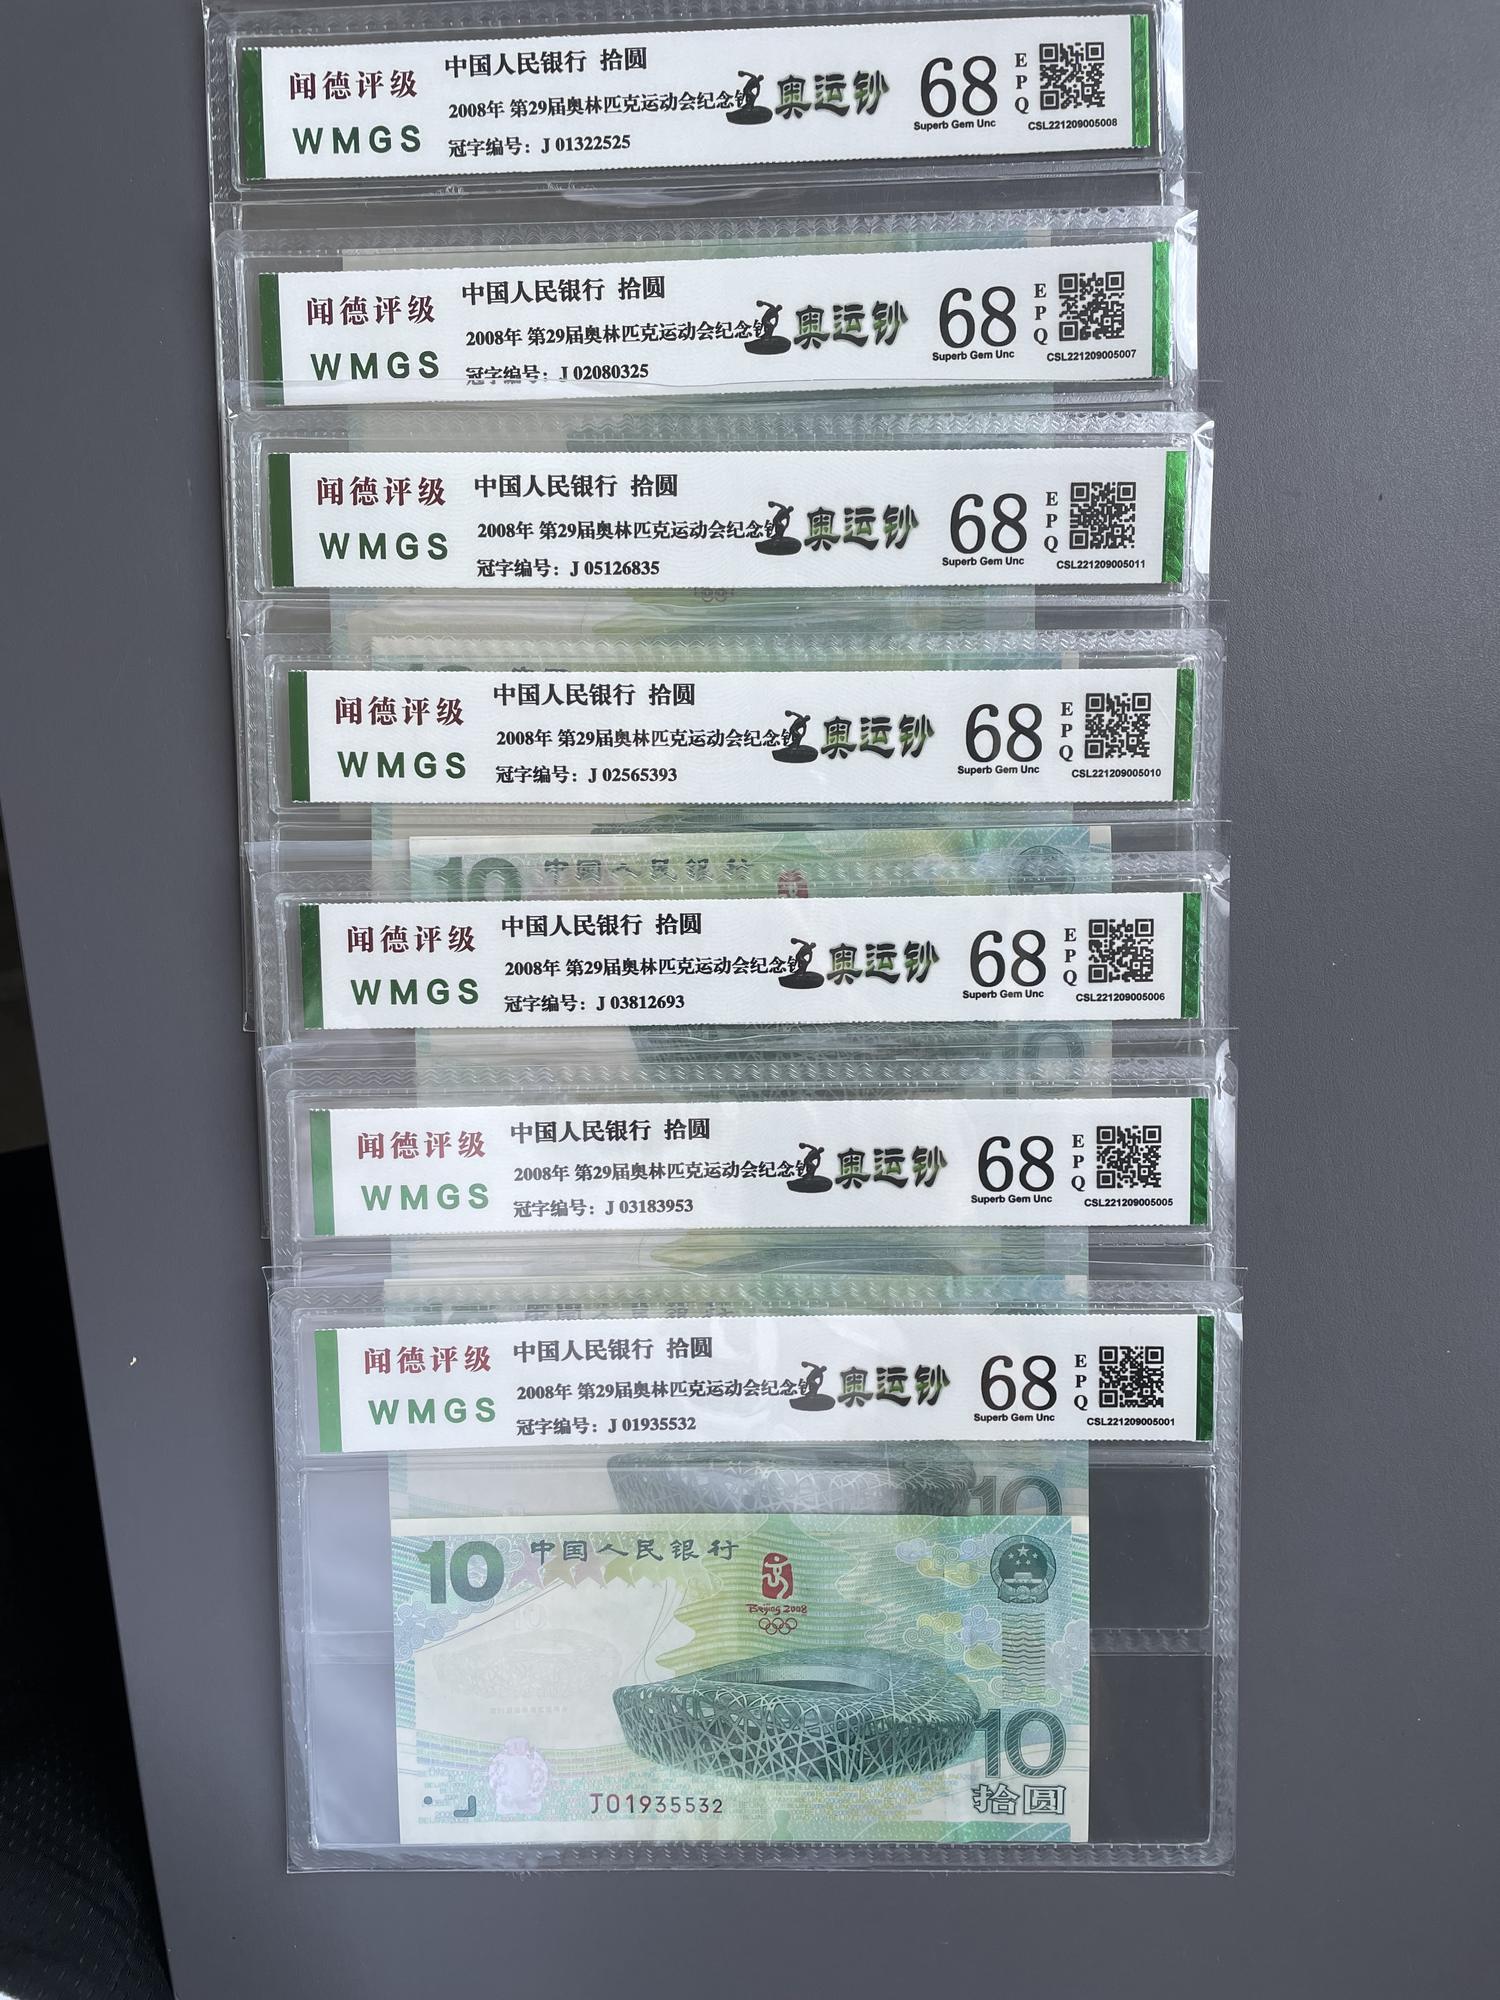 闻德评级
WMGS
中国人民银行 拾圆
2008年 第29届奥林匹克运动会纪念钞
冠字编号：J 01322525
奥运钞
68
Superb Gem Unc
EPQ
CSL221209005008
闻德评级
WMGS
中国人民银行 拾圆
2008年 第29届奥林匹克运动会纪念钞
冠字编号：J 02080325
奥运钞
68
Superb Gem Unc
EPQ
CSL221209005007
闻德评级
WMGS
中国人民银行 拾圆
2008年 第29届奥林匹克运动会纪念钞
冠字编号：J 05126835
奥运钞
68
Superb Gem Unc
EPQ
CSL221209005011
闻德评级
WMGS
中国人民银行 拾圆
2008年 第29届奥林匹克运动会纪念钞
冠字编号：J 02565393
奥运钞
68
Superb Gem Unc
EPQ
CSL221209005010
10 中国人民银行
闻德评级
WMGS
中国人民银行 拾圆
2008年 第29届奥林匹克运动会纪念钞
冠字编号：J 03812693
奥运钞
68
Superb Gem Unc
EPQ
CSL221209005006
10
闻德评级
WMGS
中国人民银行 拾圆
2008年 第29届奥林匹克运动会纪念钞
冠字编号：J 03183953
奥运钞
68
Superb Gem Unc
EPQ
CSL221209005005
闻德评级
WMGS
中国人民银行 拾圆
2008年 第29届奥林匹克运动会纪念钞
冠字编号：J 01935532
奥运钞
68
Superb Gem Unc
EPQ
CSL221209005001
10
10 中国人民银行
Beijing 2008
10
拾圆
J01935532